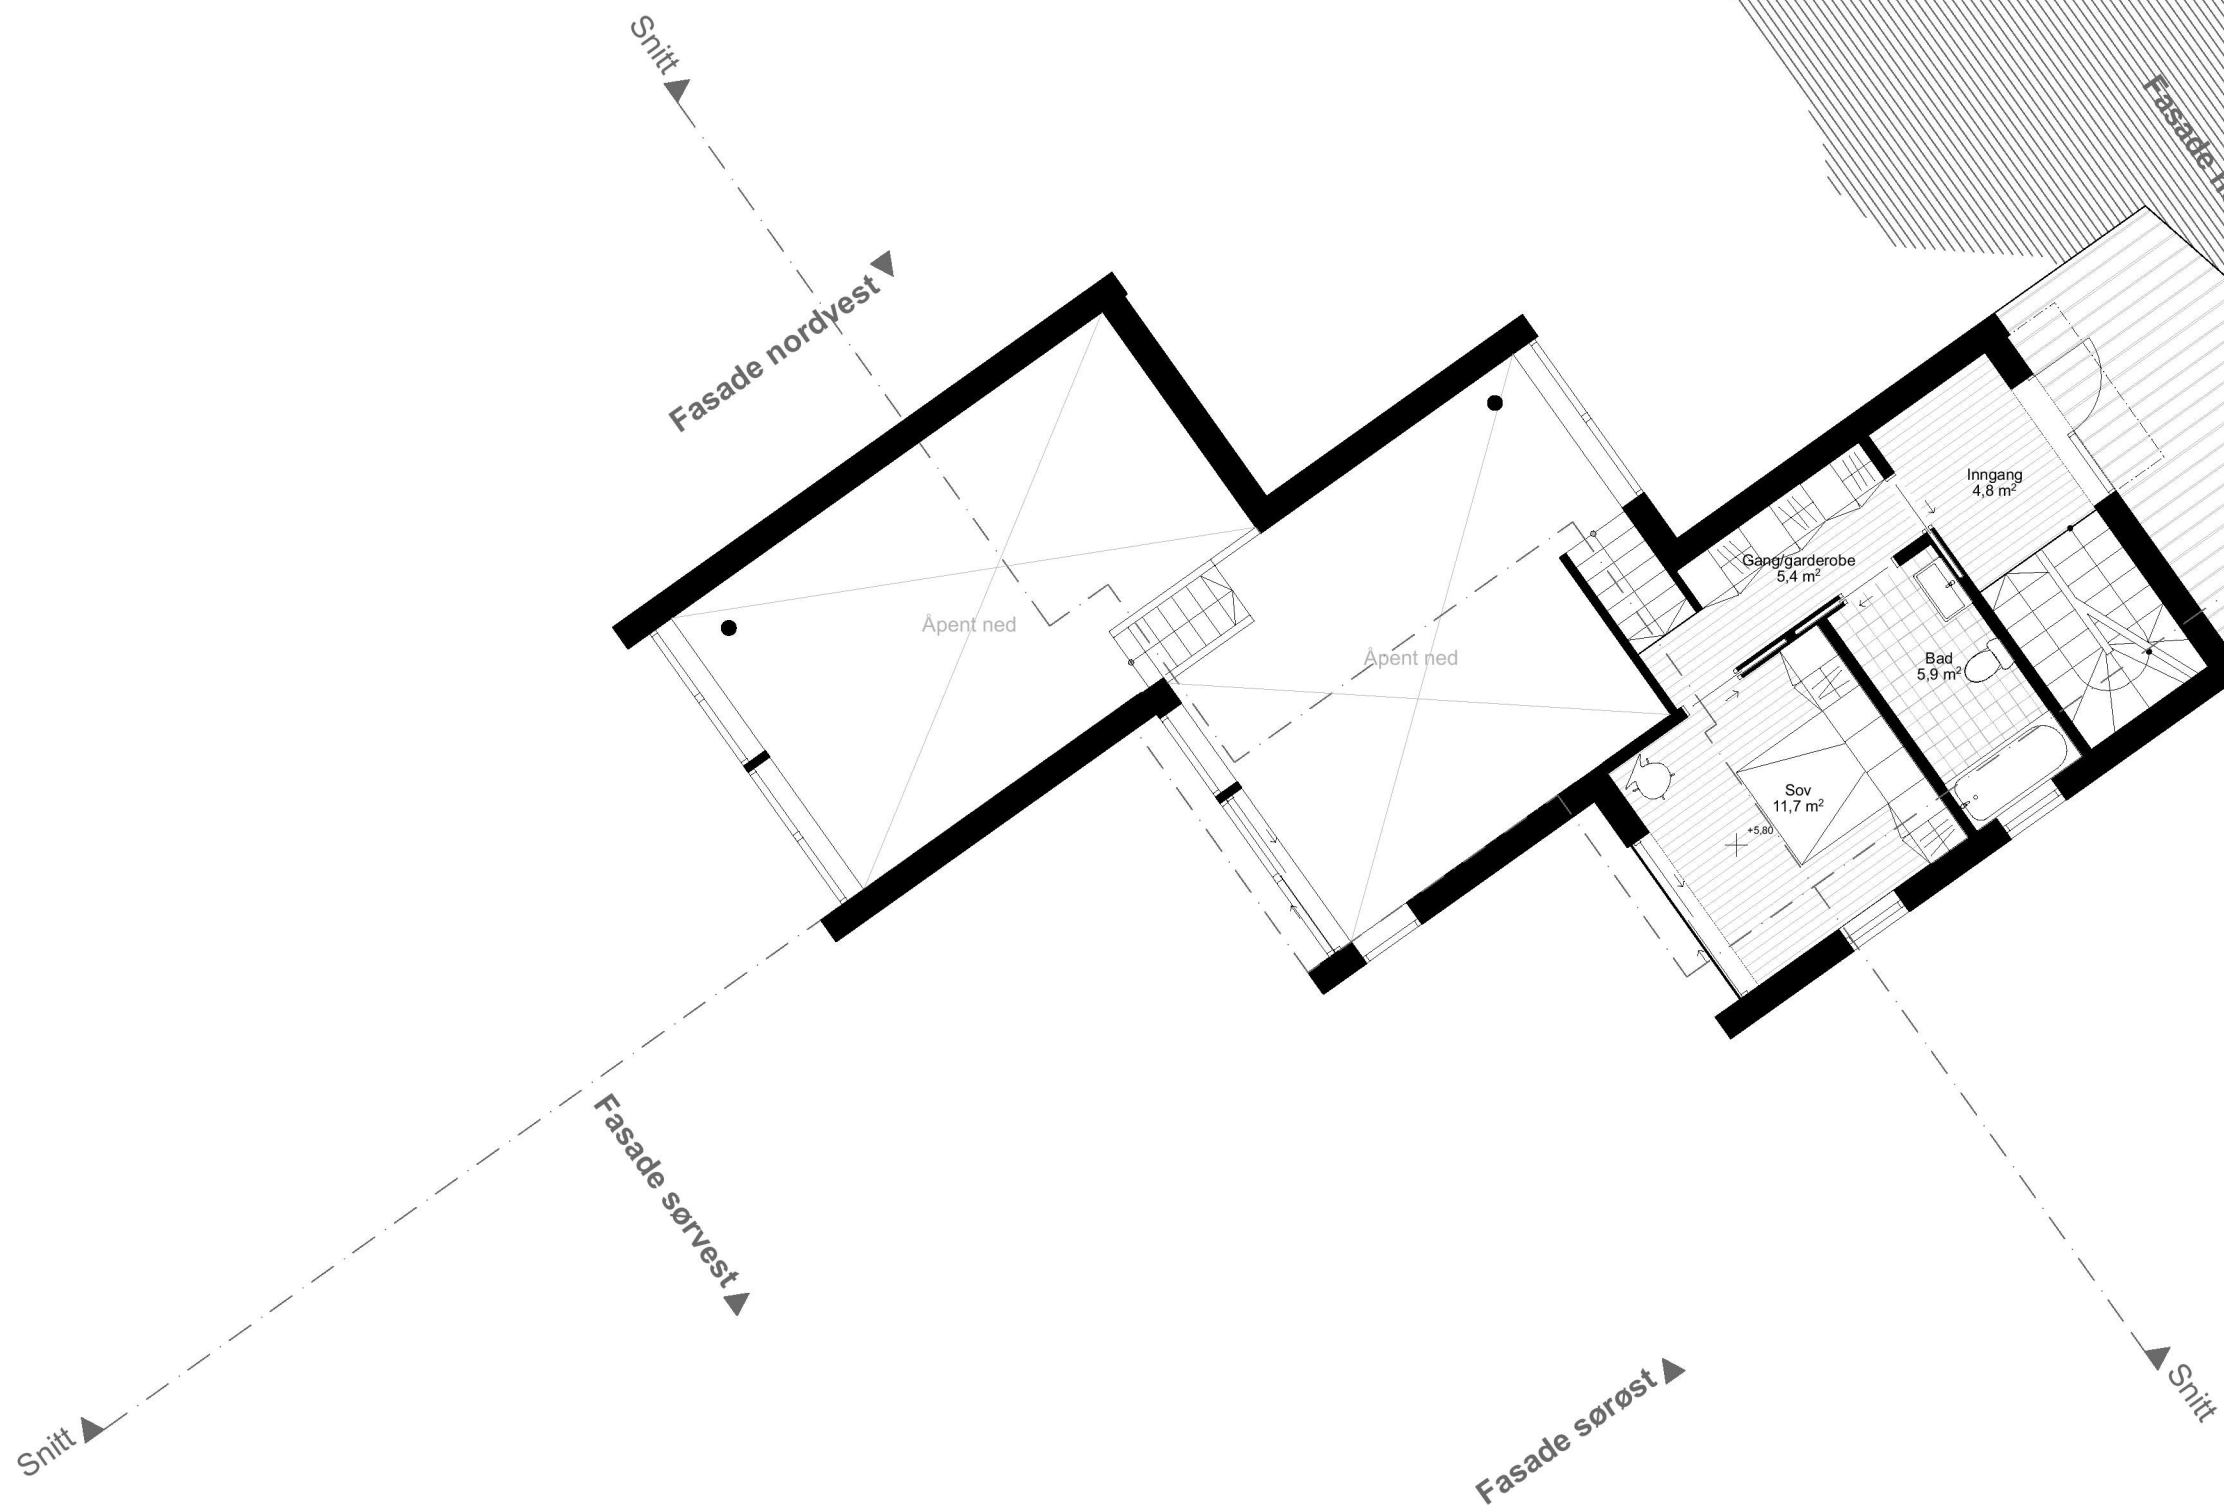 Snitt
Fasade
Fasade nordvest
Inngang
4,8 m²
Gang/garderobe
5,4 m²
Åpent ned
Åpent ned
Bad
5,9 m²
Sov
11,7 m²
+5,80
Fasade sørvest
Fasade sørøst
Snitt
Snitt